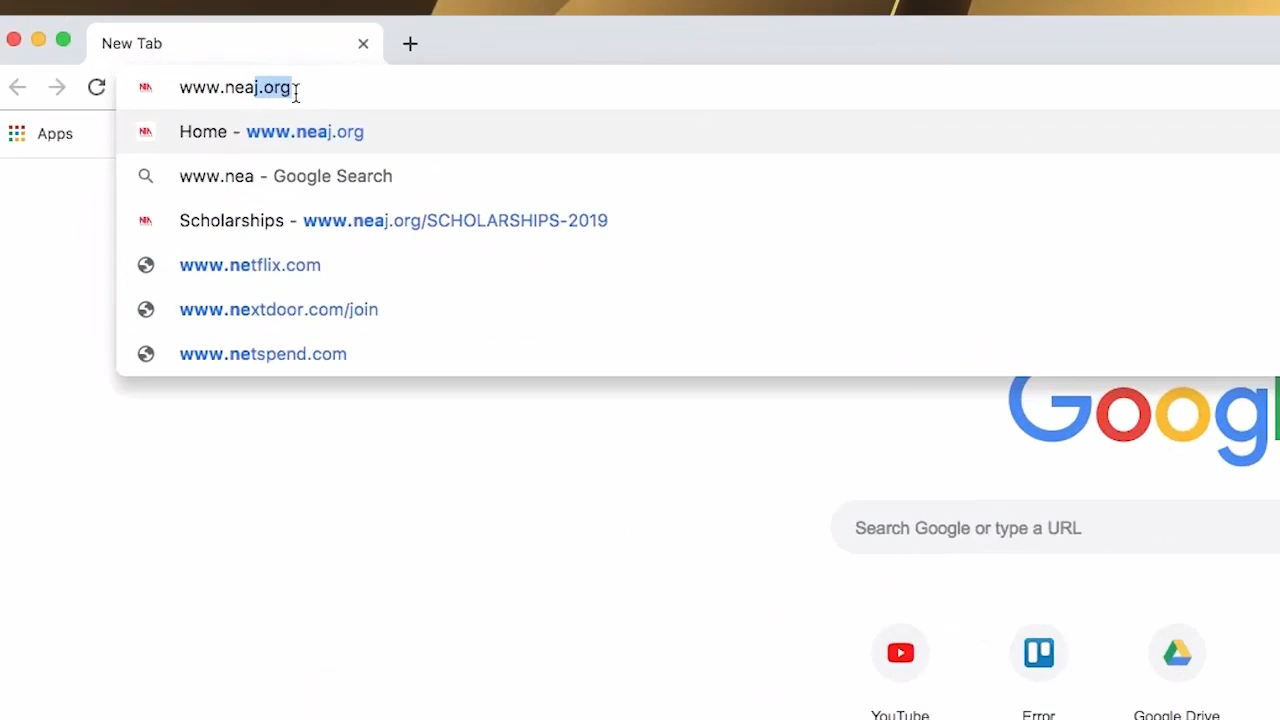 New Tab
www.neaj.org
Apps
Home - www.neaj.org
www.nea - Google Search
Scholarships - www.neaj.org/SCHOLARSHIPS-2019
www.netflix.com
www.nextdoor.com/join
www.netspend.com
Googl
Search Google or type a URL
YouTube
Error
Google Drive